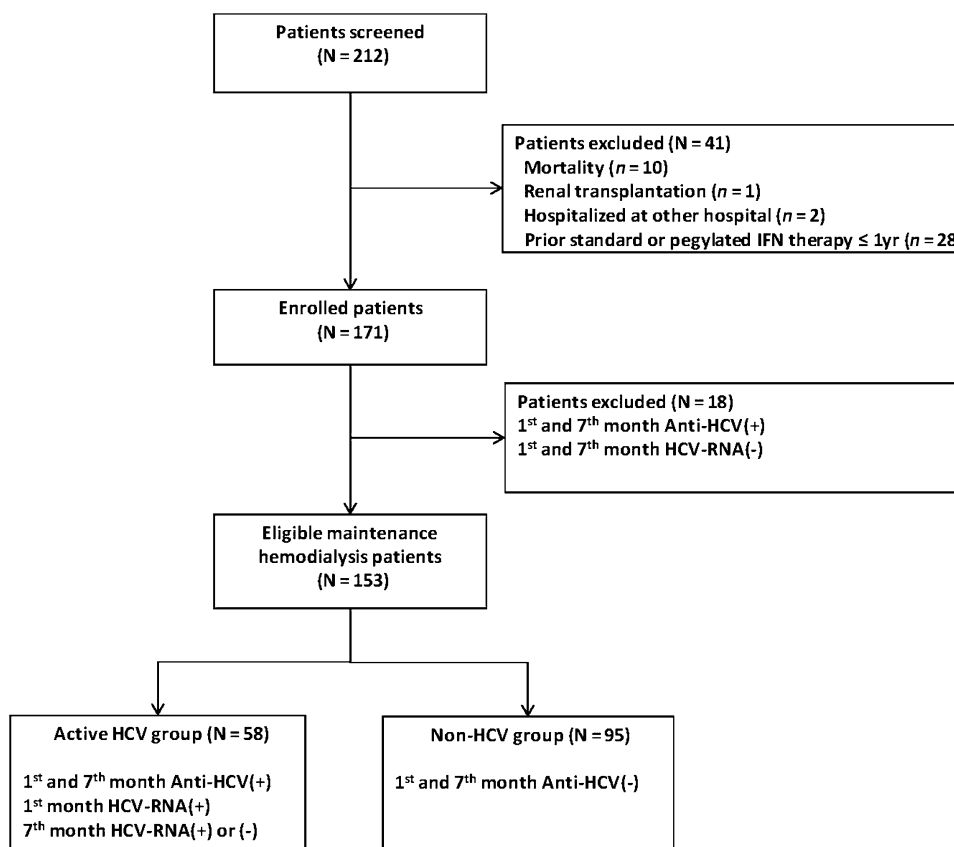 Patients screened
(N = 212)
Patients excluded (N = 41)
Mortality (n = 10)
Renal transplantation (n = 1)
Hospitalized at other hospital (n = 2)
Prior standard or pegylated IFN therapy ≤ 1yr (n = 28
Enrolled patients
(N = 171)
Patients excluded (N = 18)
1st and 7th month Anti-HCV(+)
1st and 7th month HCV-RNA(-)
Eligible maintenance
hemodialysis patients
(N = 153)
Active HCV group (N = 58)
1st and 7th month Anti-HCV(+)
1st month HCV-RNA(+)
7th month HCV-RNA(+) or (-)
Non-HCV group (N = 95)
1st and 7th month Anti-HCV(-)